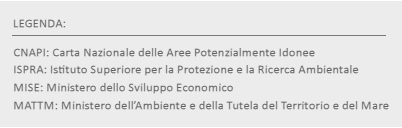 LEGENDA:
CNAPI: Carta Nazionale delle Aree Potenzialmente Idonee
ISPRA: Istituto Superiore per la Protezione e la Ricerca Ambientale
MISE: Ministero dello Sviluppo Economico
MATTM: Ministero dell’Ambiente e della Tutela del Territorio e del Mare